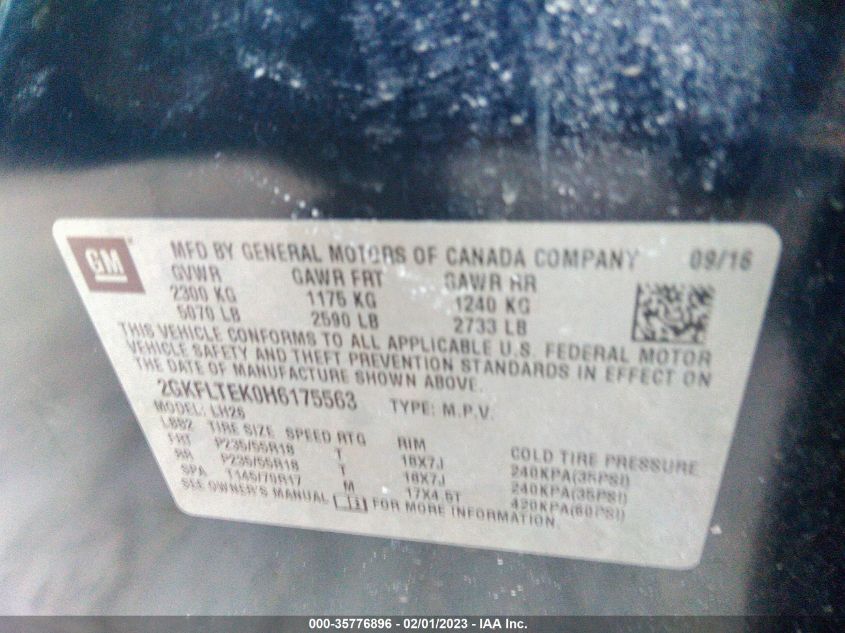 GM
MFD BY GENERAL MOTORS OF CANADA COMPANY 09/16
GVWR GAWR FRT GAWR RR
2300 KG 1175 KG 1240 KG
5070 LB 2590 LB 2733 LB
THIS VEHICLE CONFORMS TO ALL APPLICABLE U.S. FEDERAL MOTOR
VEHICLE SAFETY AND THEFT PREVENTION STANDARDS IN EFFECT ON
THE DATE OF MANUFACTURE SHOWN ABOVE.
2GKFLTEK0H6175563 TYPE: M.P.V.
MODEL: LH26
LBB2 TIRE SIZE SPEED RTG RIM COLD TIRE PRESSURE
FRT P235/55R18 T 18X7J 240KPA(35PSI)
RR P235/55R18 T 18X7J 240KPA(35PSI)
SPA T145/70R17 M 17X4.5T 420KPA(60PSI)
SEE OWNER'S MANUAL FOR MORE INFORMATION.
000-35776896 - 02/01/2023 - IAA Inc.